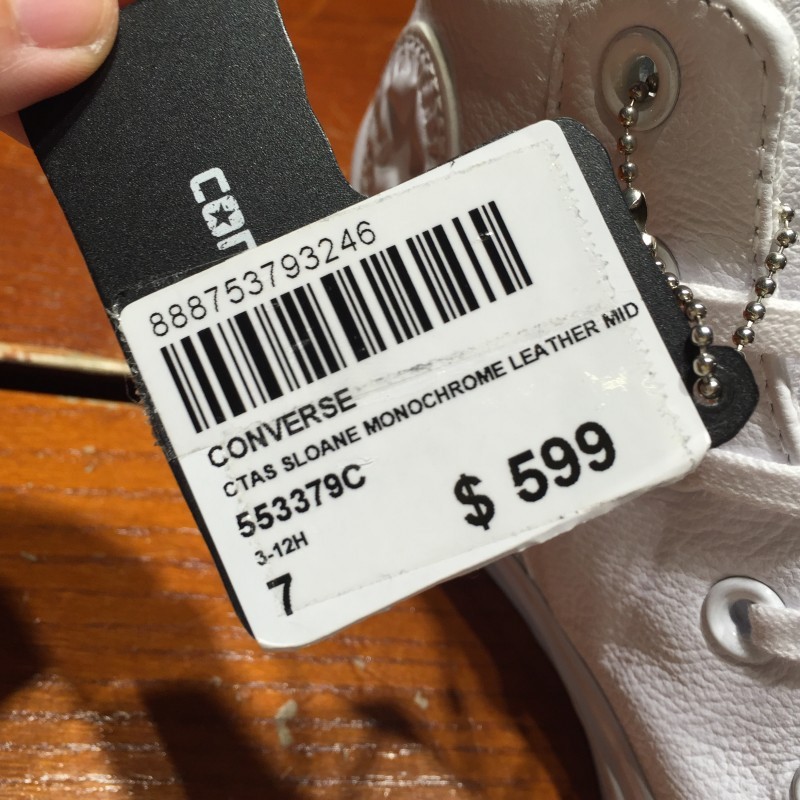 888753793246
CONVERSE
CTAS SLOANE MONOCHROME LEATHER MID
553379C
$ 599
3-12H
7